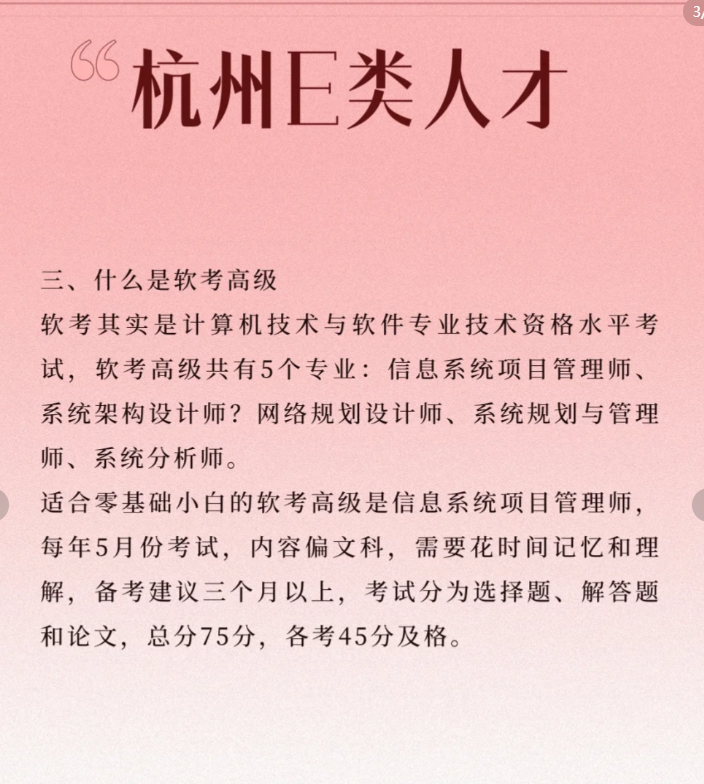 3/
“杭州E类人才
三、什么是软考高级
软考其实是计算机技术与软件专业技术资格水平考
试，软考高级共有5个专业：信息系统项目管理师、
系统架构设计师？网络规划设计师、系统规划与管理
师、系统分析师。
适合零基础小白的软考高级是信息系统项目管理师，
每年5月份考试，内容偏文科，需要花时间记忆和理
解，备考建议三个月以上，考试分为选择题、解答题
和论文，总分75分，各考45分及格。